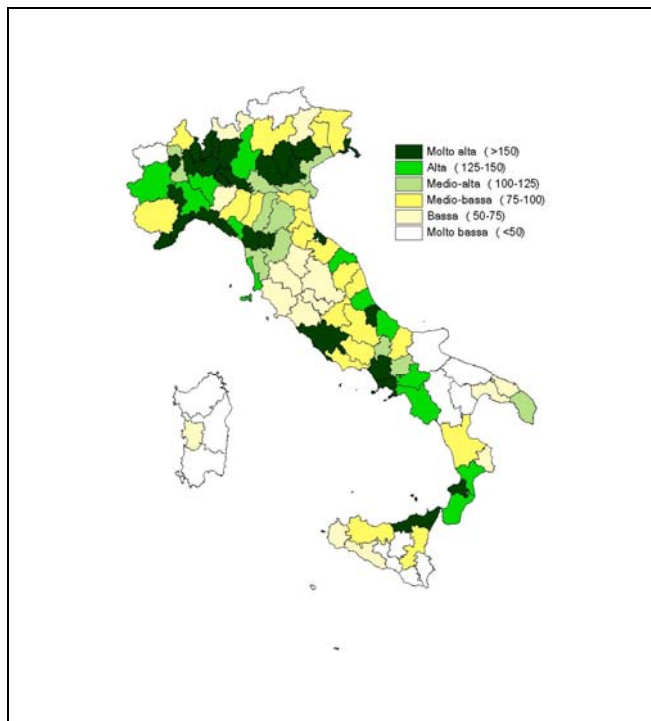 Molto alta (>150)
Alta (125-150)
Medio-alta (100-125)
Medio-bassa (75-100)
Bassa (50-75)
Molto bassa (<50)